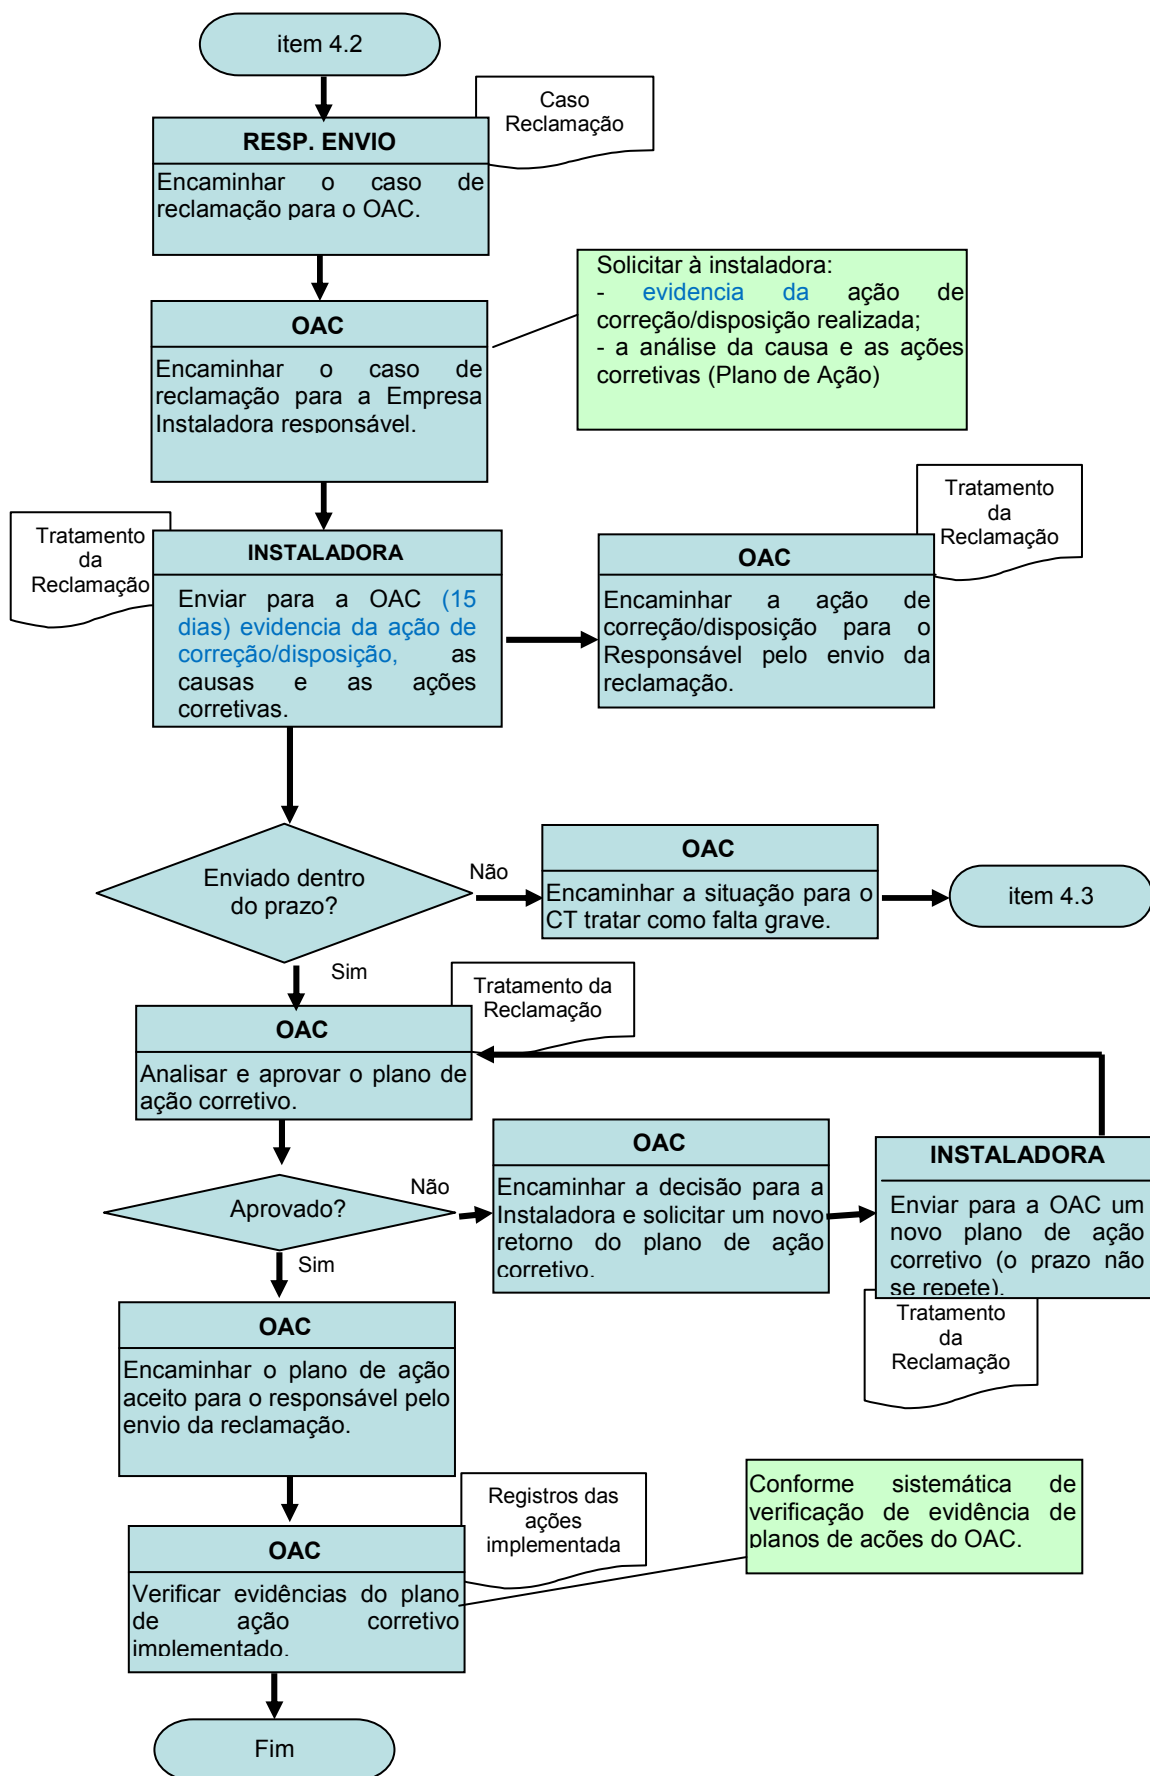 item 4.2
Caso
Reclamação
RESP. ENVIO
Encaminhar o caso de
reclamação para o OAC.
Solicitar à instaladora:
- evidencia da ação de
correção/disposição realizada;
- a análise da causa e as ações
corretivas (Plano de Ação)
OAC
Encaminhar o caso de
reclamação para a Empresa
Instaladora responsável.
Tratamento
da
Reclamação
INSTALADORA
Enviar para a OAC (15
dias) evidencia da ação de
correção/disposição, as
causas e as ações
corretivas.
Tratamento
da
Reclamação
OAC
Encaminhar a ação de
correção/disposição para o
Responsável pelo envio da
reclamação.
Enviado dentro
do prazo?
Não
OAC
Encaminhar a situação para o
CT tratar como falta grave.
item 4.3
Sim
Tratamento da
Reclamação
OAC
Analisar e aprovar o plano de
ação corretivo.
Aprovado?
Não
OAC
Encaminhar a decisão para a
Instaladora e solicitar um novo
retorno do plano de ação
corretivo.
INSTALADORA
Enviar para a OAC um
novo plano de ação
corretivo (o prazo não
se repete).
Tratamento
da
Reclamação
Sim
OAC
Encaminhar o plano de ação
aceito para o responsável pelo
envio da reclamação.
Registros das
ações
implementada
Conforme sistemática de
verificação de evidência de
planos de ações do OAC.
OAC
Verificar evidências do plano
de ação corretivo
implementado.
Fim